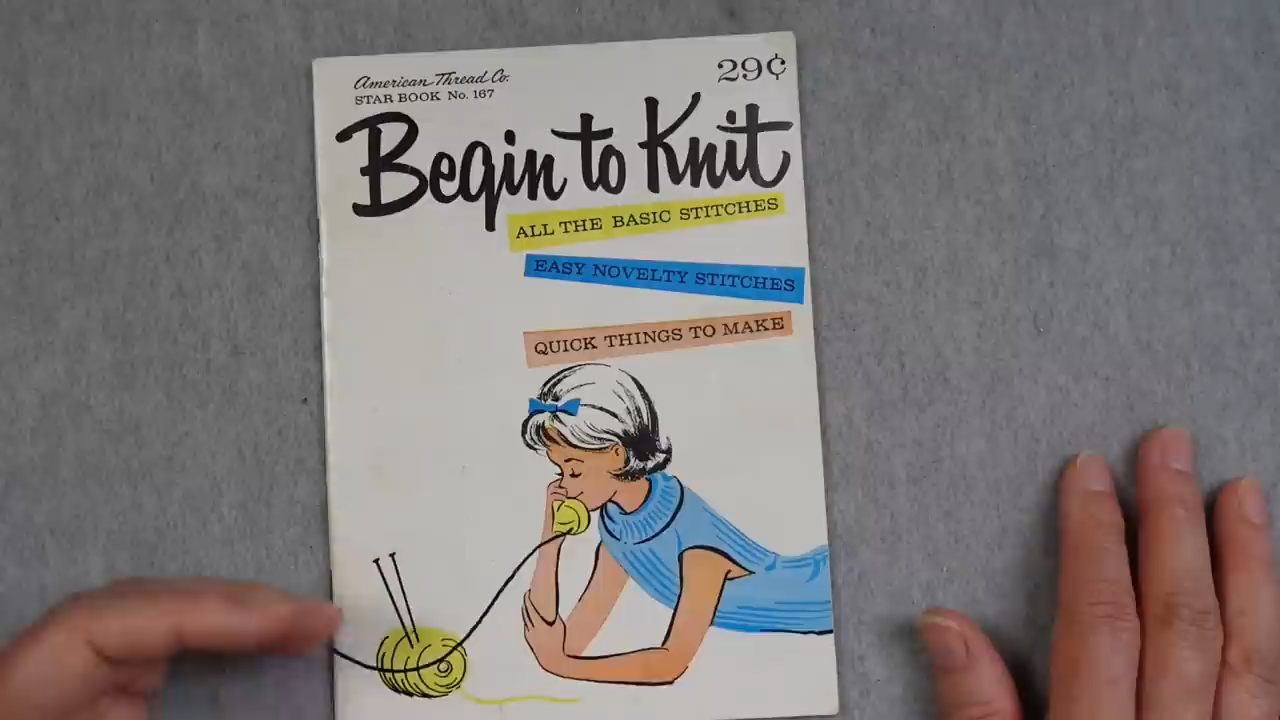 American Thread Co.
29¢
STAR BOOK No. 167
Begin to Knit
ALL THE BASIC STITCHES
EASY NOVELTY STITCHES
QUICK THINGS TO MAKE